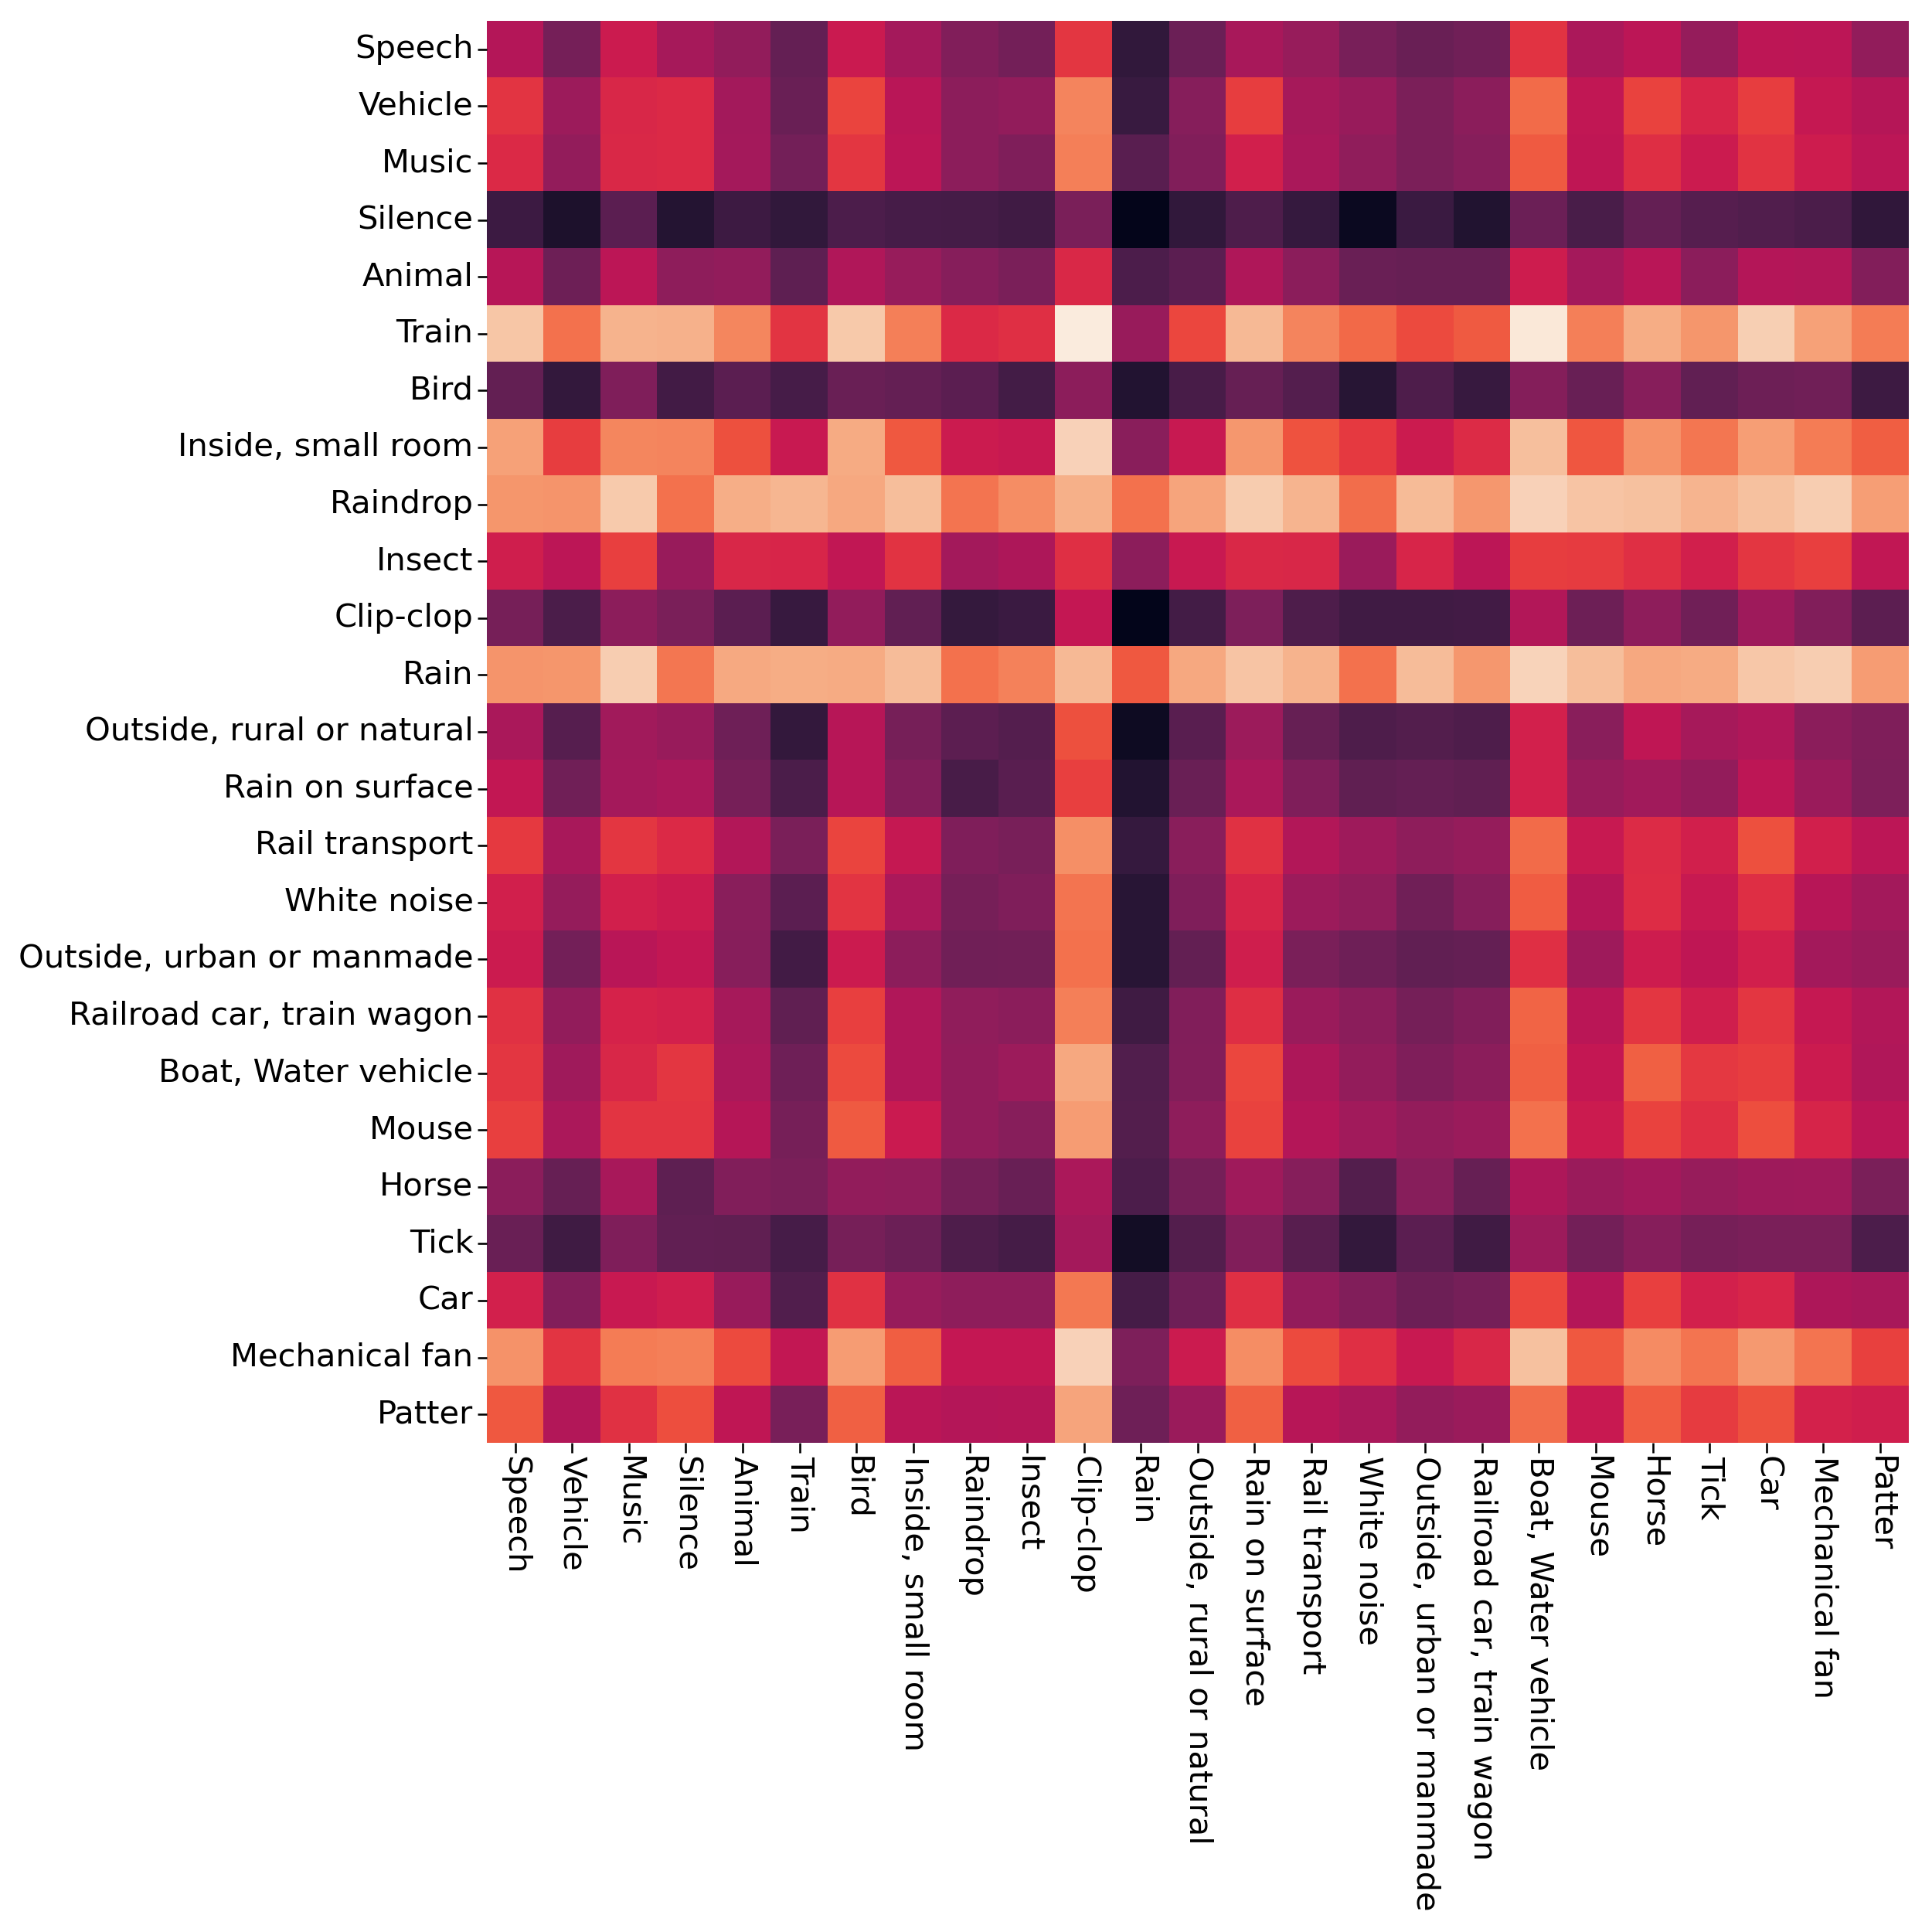 Speech
Vehicle
Music
Silence
Animal
Train
Bird
Inside, small room
Raindrop
Insect
Clip-clop
Rain
Outside, rural or natural
Rain on surface
Rail transport
White noise
Outside, urban or manmade
Railroad car, train wagon
Boat, Water vehicle
Mouse
Horse
Tick
Car
Mechanical fan
Patter
Speech
Vehicle
Music
Silence
Animal
Train
Bird
Inside, small room
Raindrop
Insect
Clip-clop
Rain
Outside, rural or natural
Rain on surface
Rail transport
White noise
Outside, urban or manmade
Railroad car, train wagon
Boat, Water vehicle
Mouse
Horse
Tick
Car
Mechanical fan
Patter